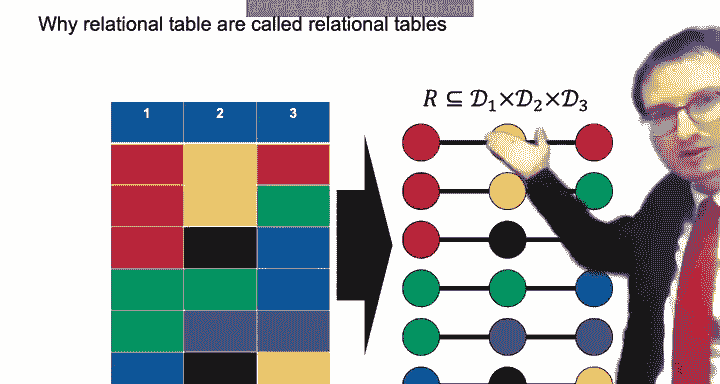 Why relational table are called relational tables
1 2 3
R ⊆ 𝒟₁×𝒟₂×𝒟₃